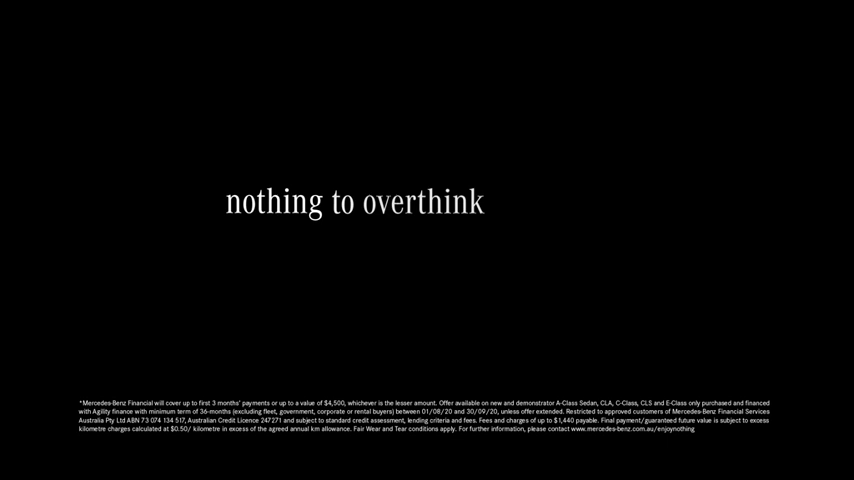 nothing to overthink
*Mercedes-Benz Financial will cover up to first 3 months' payments or up to a value of $4,500, whichever is the lesser amount. Offer available on new and demonstrator A-Class Sedan, CLA, C-Class, CLS and E-Class only purchased and financed
with Agility finance with minimum term of 36-months (excluding fleet, government, corporate or rental buyers) between 01/08/20 and 30/09/20, unless offer extended. Restricted to approved customers of Mercedes-Benz Financial Services
Australia Pty Ltd ABN 73 074 134 517, Australian Credit Licence 247271 and subject to standard credit assessment, lending criteria and fees. Fees and charges of up to $1,440 payable. Final payment/guaranteed future value is subject to excess
kilometre charges calculated at $0.50/ kilometre in excess of the agreed annual km allowance. Fair Wear and Tear conditions apply. For further information, please contact www.mercedes-benz.com.au/enjoynothing